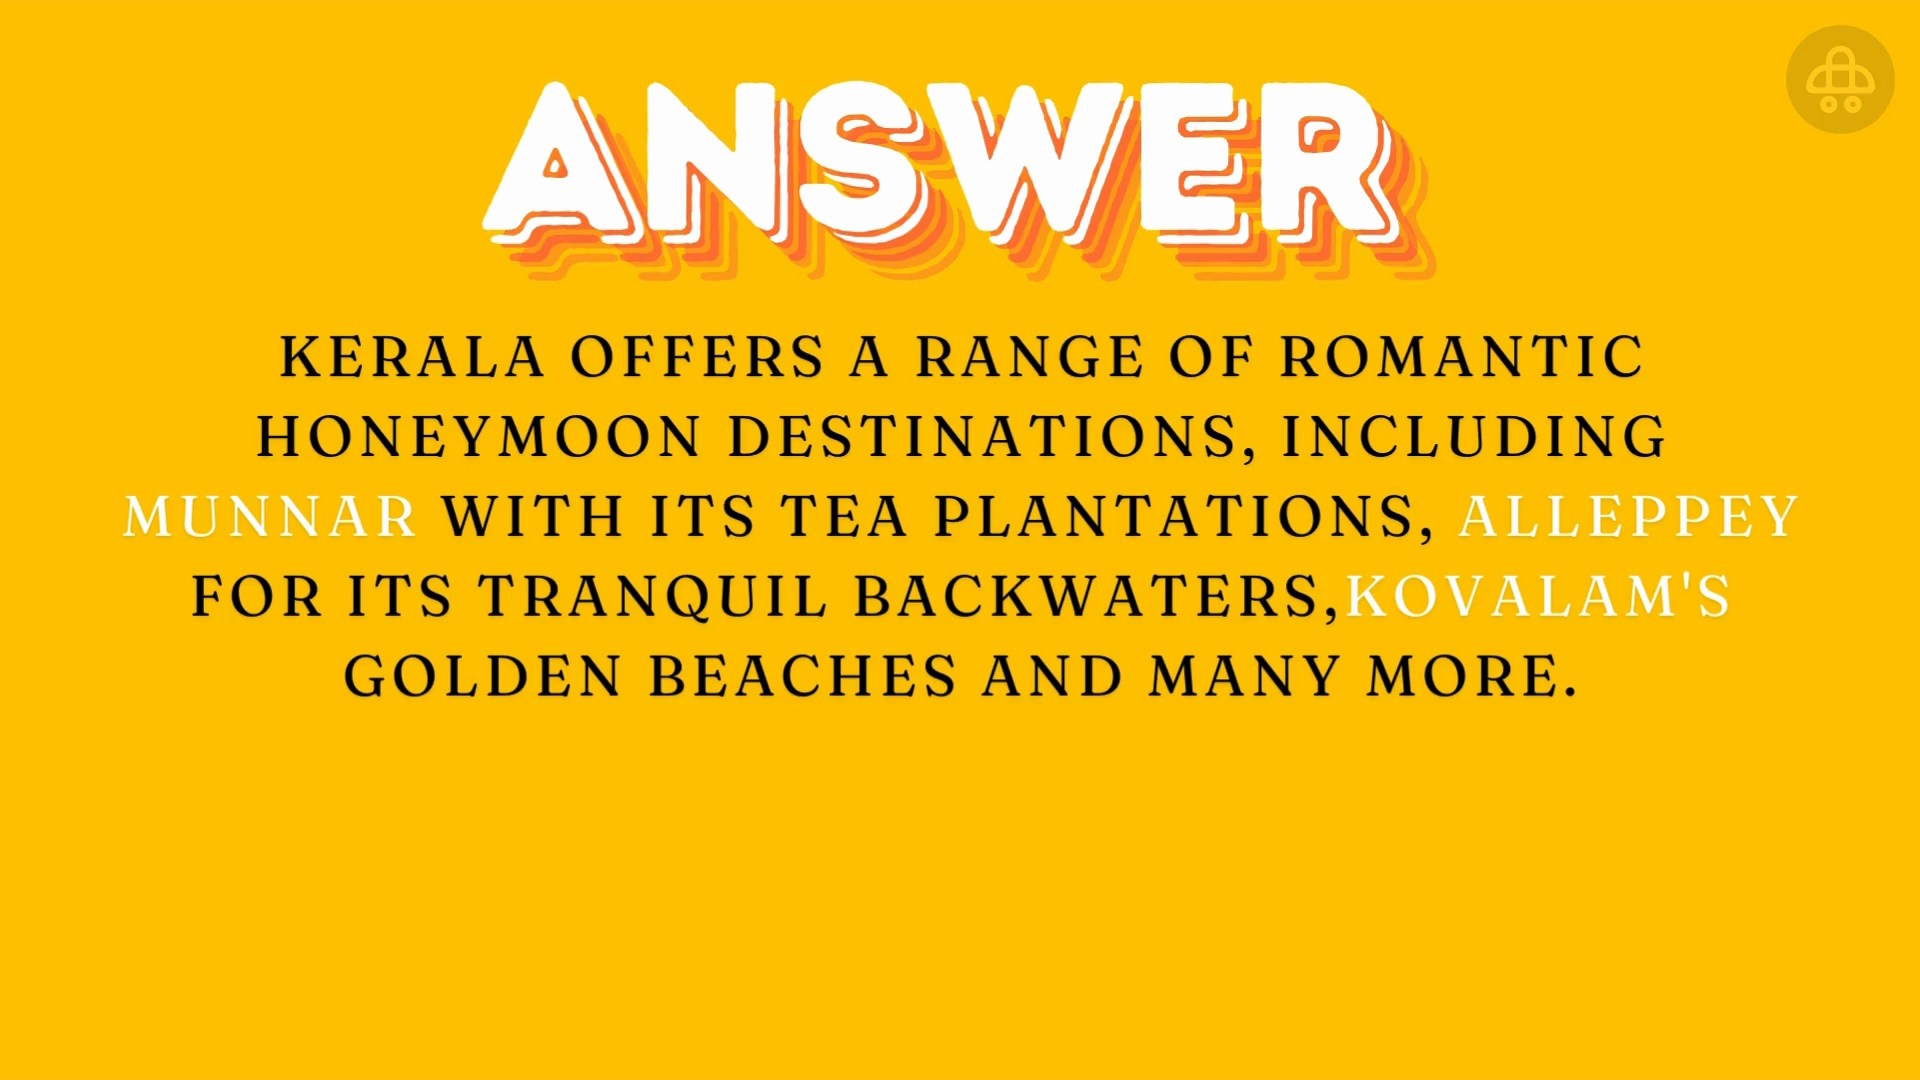 ANSWER
KERALA OFFERS A RANGE OF ROMANTIC
HONEYMOON DESTINATIONS, INCLUDING
MUNNAR WITH ITS TEA PLANTATIONS, ALLEPPEY
FOR ITS TRANQUIL BACKWATERS,KOVALAM'S
GOLDEN BEACHES AND MANY MORE.